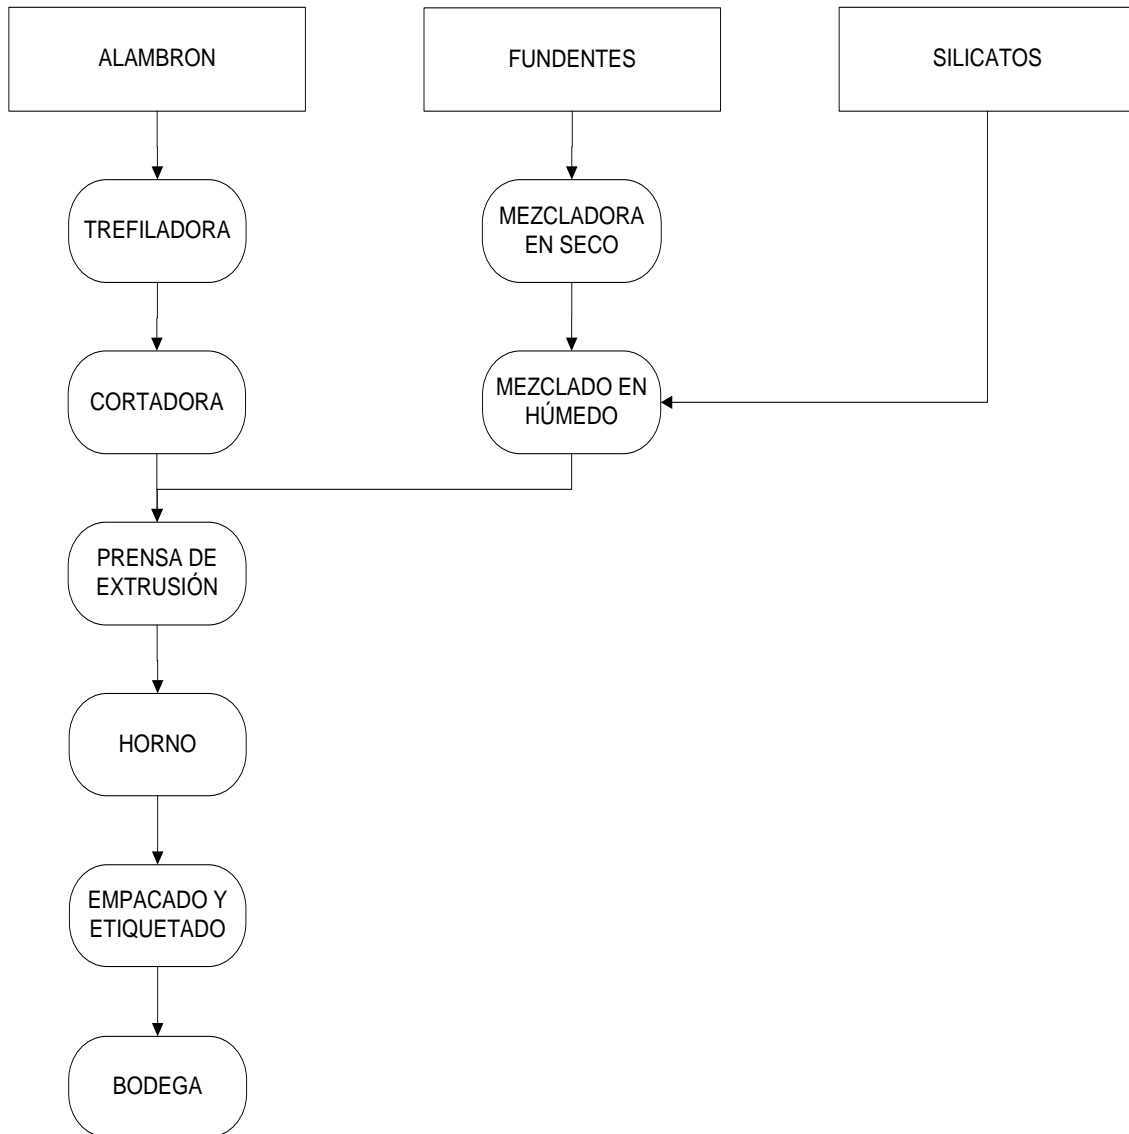 ALAMBRON
FUNDENTES
SILICATOS
TREFILADORA
MEZCLADORA
EN SECO
CORTADORA
MEZCLADO EN
HÚMEDO
PRENSA DE
EXTRUSIÓN
HORNO
EMPACADO Y
ETIQUETADO
BODEGA